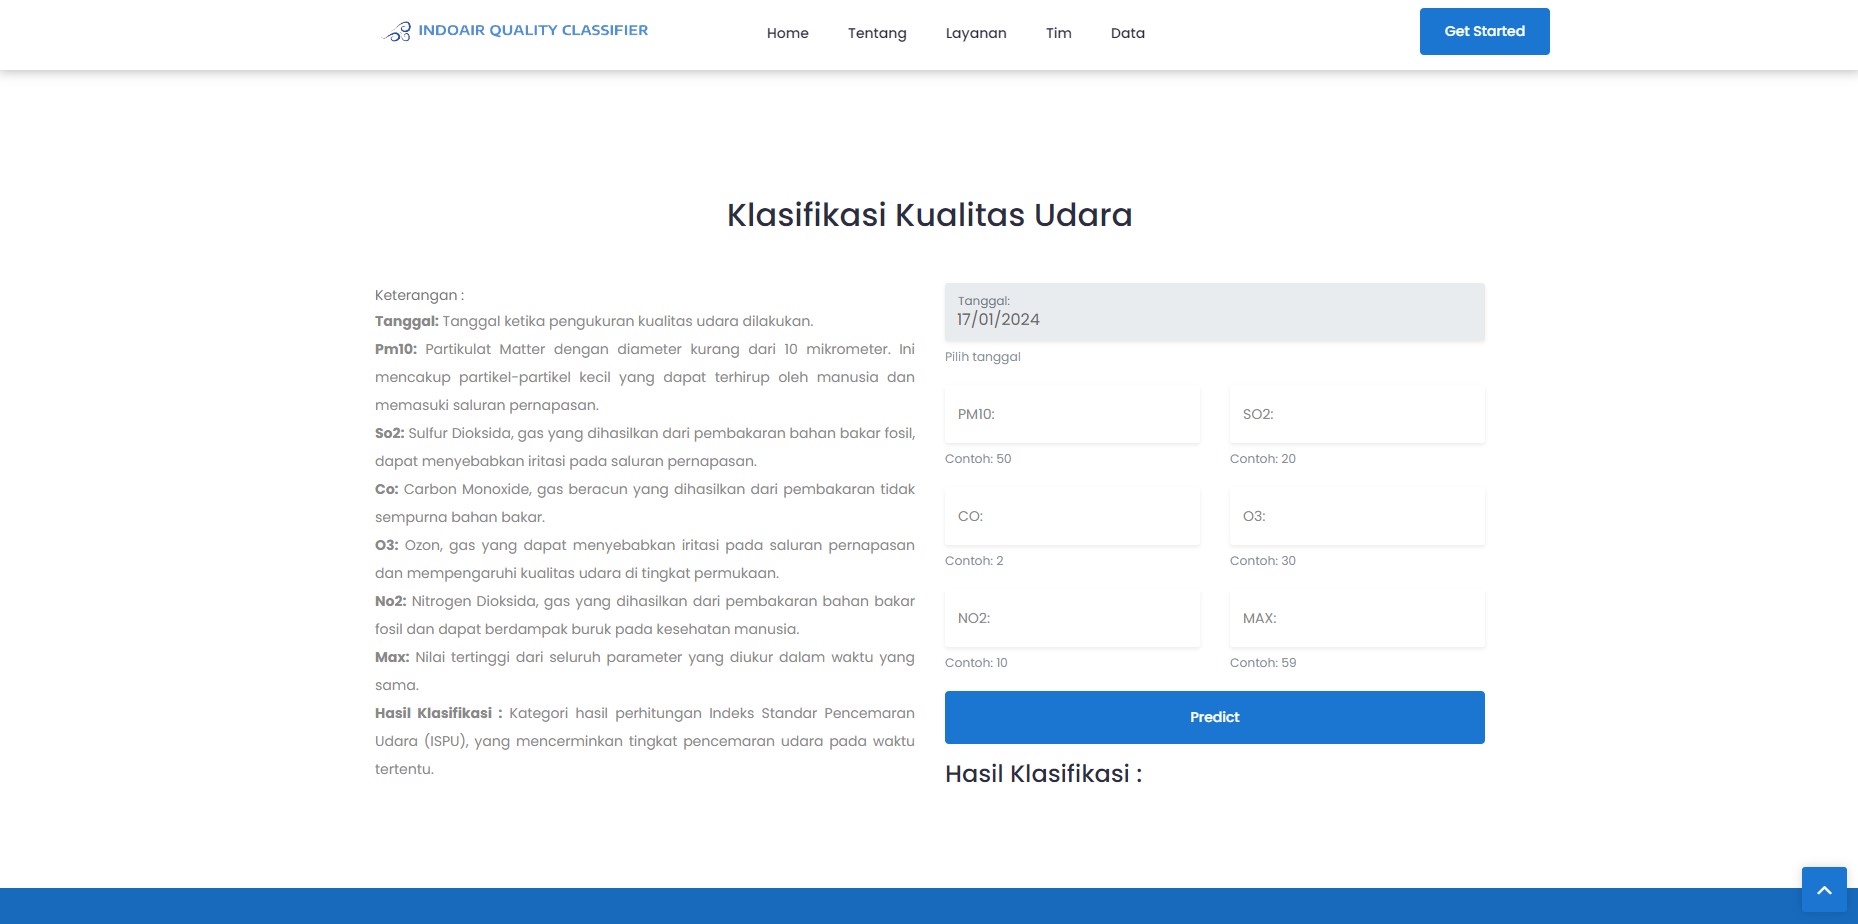 INDOAIR QUALITY CLASSIFIER
Home
Tentang
Layanan
Tim
Data
Get Started
Klasifikasi Kualitas Udara
Keterangan :
Tanggal: Tanggal ketika pengukuran kualitas udara dilakukan.
Pm10: Partikulat Matter dengan diameter kurang dari 10 mikrometer. Ini
mencakup partikel-partikel kecil yang dapat terhirup oleh manusia dan
memasuki saluran pernapasan.
So2: Sulfur Dioksida, gas yang dihasilkan dari pembakaran bahan bakar fosil,
dapat menyebabkan iritasi pada saluran pernapasan.
Co: Carbon Monoxide, gas beracun yang dihasilkan dari pembakaran tidak
sempurna bahan bakar.
O3: Ozon, gas yang dapat menyebabkan iritasi pada saluran pernapasan
dan mempengaruhi kualitas udara di tingkat permukaan.
No2: Nitrogen Dioksida, gas yang dihasilkan dari pembakaran bahan bakar
fosil dan dapat berdampak buruk pada kesehatan manusia.
Max: Nilai tertinggi dari seluruh parameter yang diukur dalam waktu yang
sama.
Hasil Klasifikasi : Kategori hasil perhitungan Indeks Standar Pencemaran
Udara (ISPU), yang mencerminkan tingkat pencemaran udara pada waktu
tertentu.
Tanggal:
17/01/2024
Pilih tanggal
PM10:
Contoh: 50
SO2:
Contoh: 20
CO:
Contoh: 2
O3:
Contoh: 30
NO2:
Contoh: 10
MAX:
Contoh: 59
Predict
Hasil Klasifikasi :